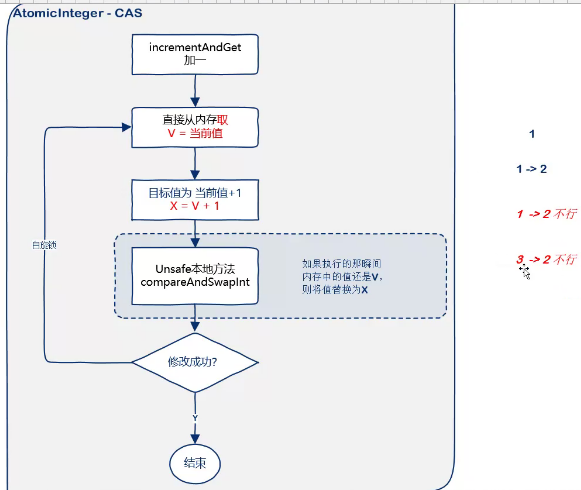 AtomicInteger - CAS
incrementAndGet
加一
直接从内存取
V = 当前值
目标值为 当前值+1
X = V + 1
自旋锁
Unsafe本地方法
compareAndSwapInt
如果执行的那瞬间
内存中的值还是V，
则将值替换为X
修改成功?
Y
结束
1
1 -> 2
1 -> 2 不行
3 -> 2 不行